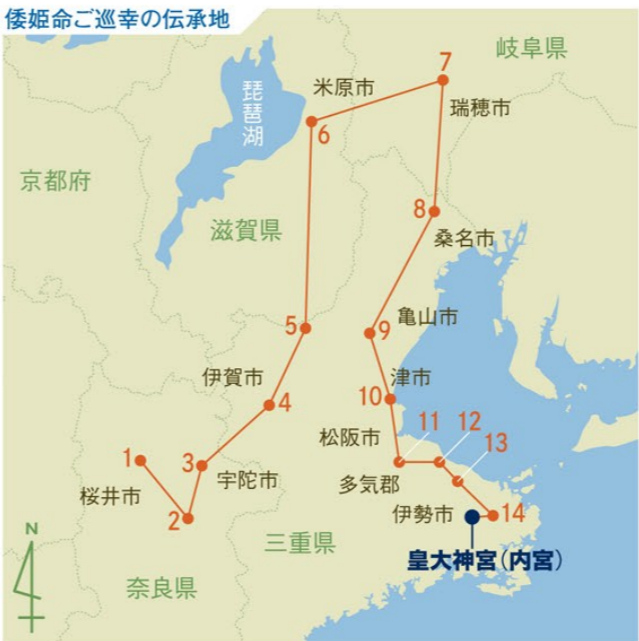 倭姫命ご巡幸の伝承地
岐阜県
7
米原市
瑞穂市
琵琶湖
6
京都府
8
滋賀県
桑名市
5
亀山市
9
伊賀市
津市
4
10
松阪市
11
12
13
1
3
宇陀市
多気郡
桜井市
2
伊勢市
14
三重県
皇大神宮(内宮)
N
奈良県